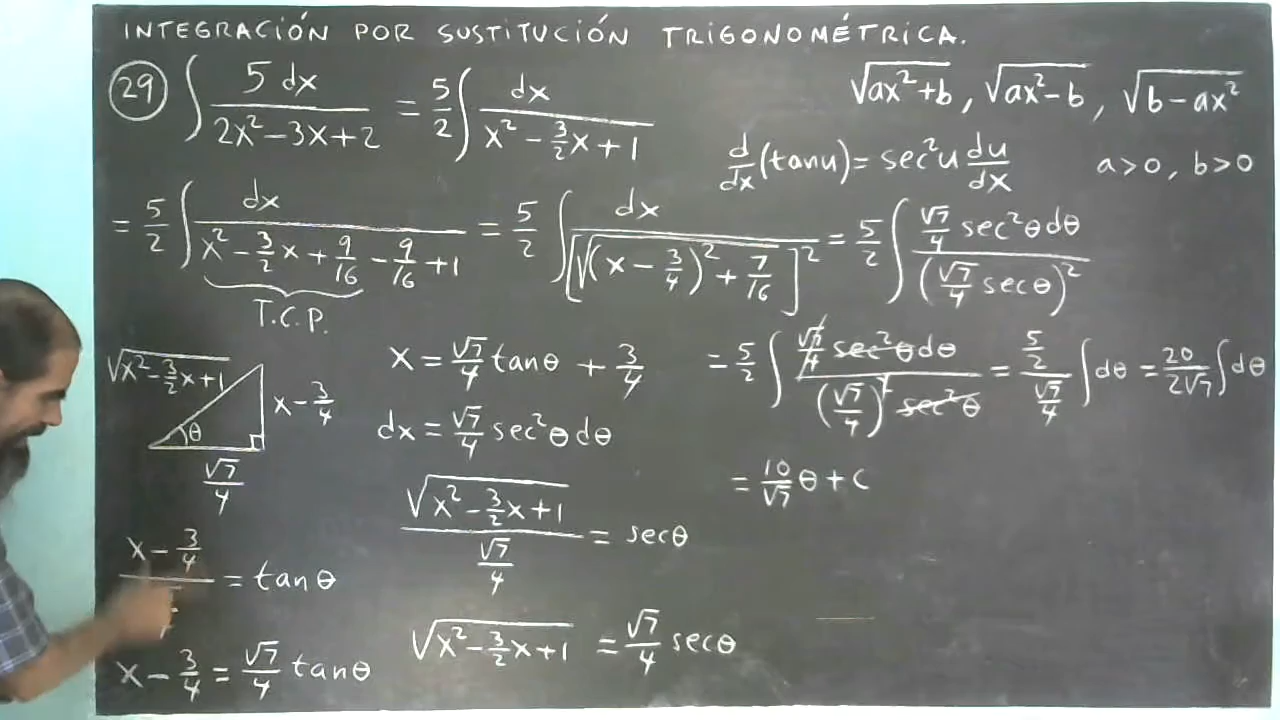 INTEGRACIÓN POR SUSTITUCIÓN TRIGONOMÉTRICA.
29 ∫ 5 dx / (2x² − 3x + 2) = 5/2 ∫ dx / (x² − 3/2 x + 1)
√(ax² + b) , √(ax² − b) , √(b − ax²)
d/dx (tan u) = sec² u du/dx
a > 0 , b > 0
= 5/2 ∫ dx / (x² − 3/2 x + 9/16 − 9/16 + 1) = 5/2 ∫ dx / [√((x − 3/4)² + 7/16)]² = 5/2 ∫ √7/4 sec²θ dθ / (√7/4 secθ)²
T.C.P.
√(x² − 3/2 x + 1)
x − 3/4
θ
√7/4
x = √7/4 tanθ + 3/4
dx = √7/4 sec²θ dθ
= 5/2 ∫ √7/4 sec²θ dθ / ((√7/4)² sec²θ) = (5/2)/(√7/4) ∫ dθ = 20/(2√7) ∫ dθ
= 10/√7 θ + c
√(x² − 3/2 x + 1) / (√7/4) = secθ
x − 3/4 = tan θ
x − 3/4 = √7/4 tanθ
√(x² − 3/2 x + 1) = √7/4 secθ